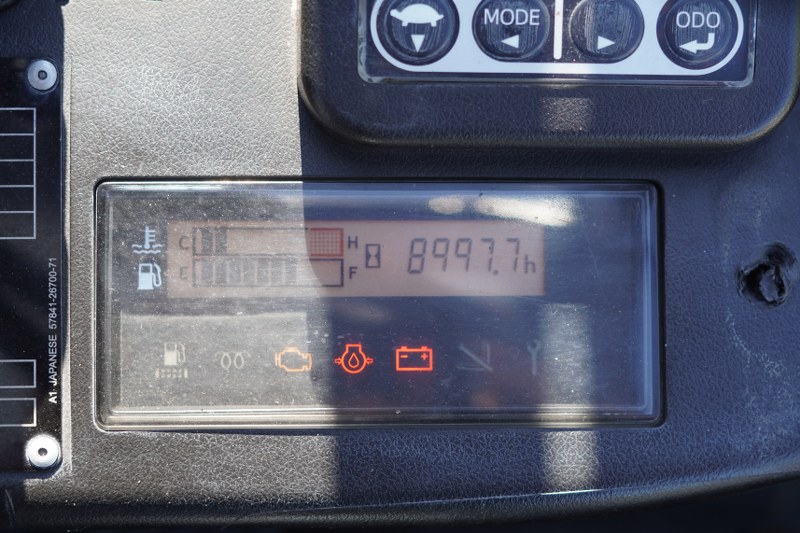 MODE
ODO
C
H
8997.7h
E
F
A1 JAPANESE 57841-26700-71